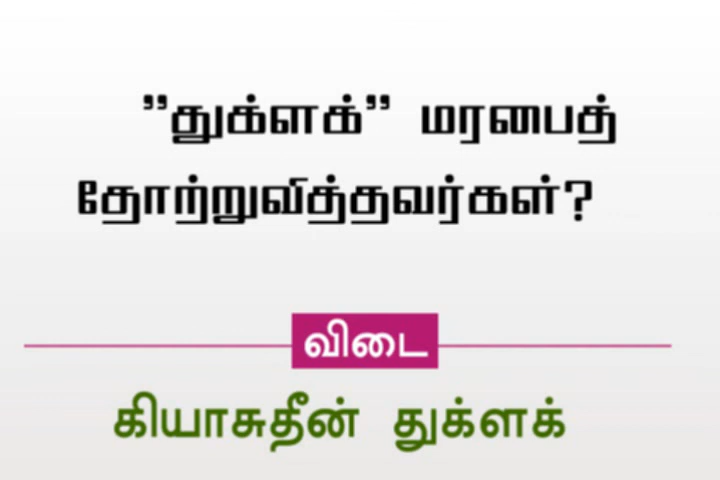 ”துக்ளக்” மரபைத்
தோற்றுவித்தவர்கள்?
விடை
கியாசுதீன் துக்ளக்